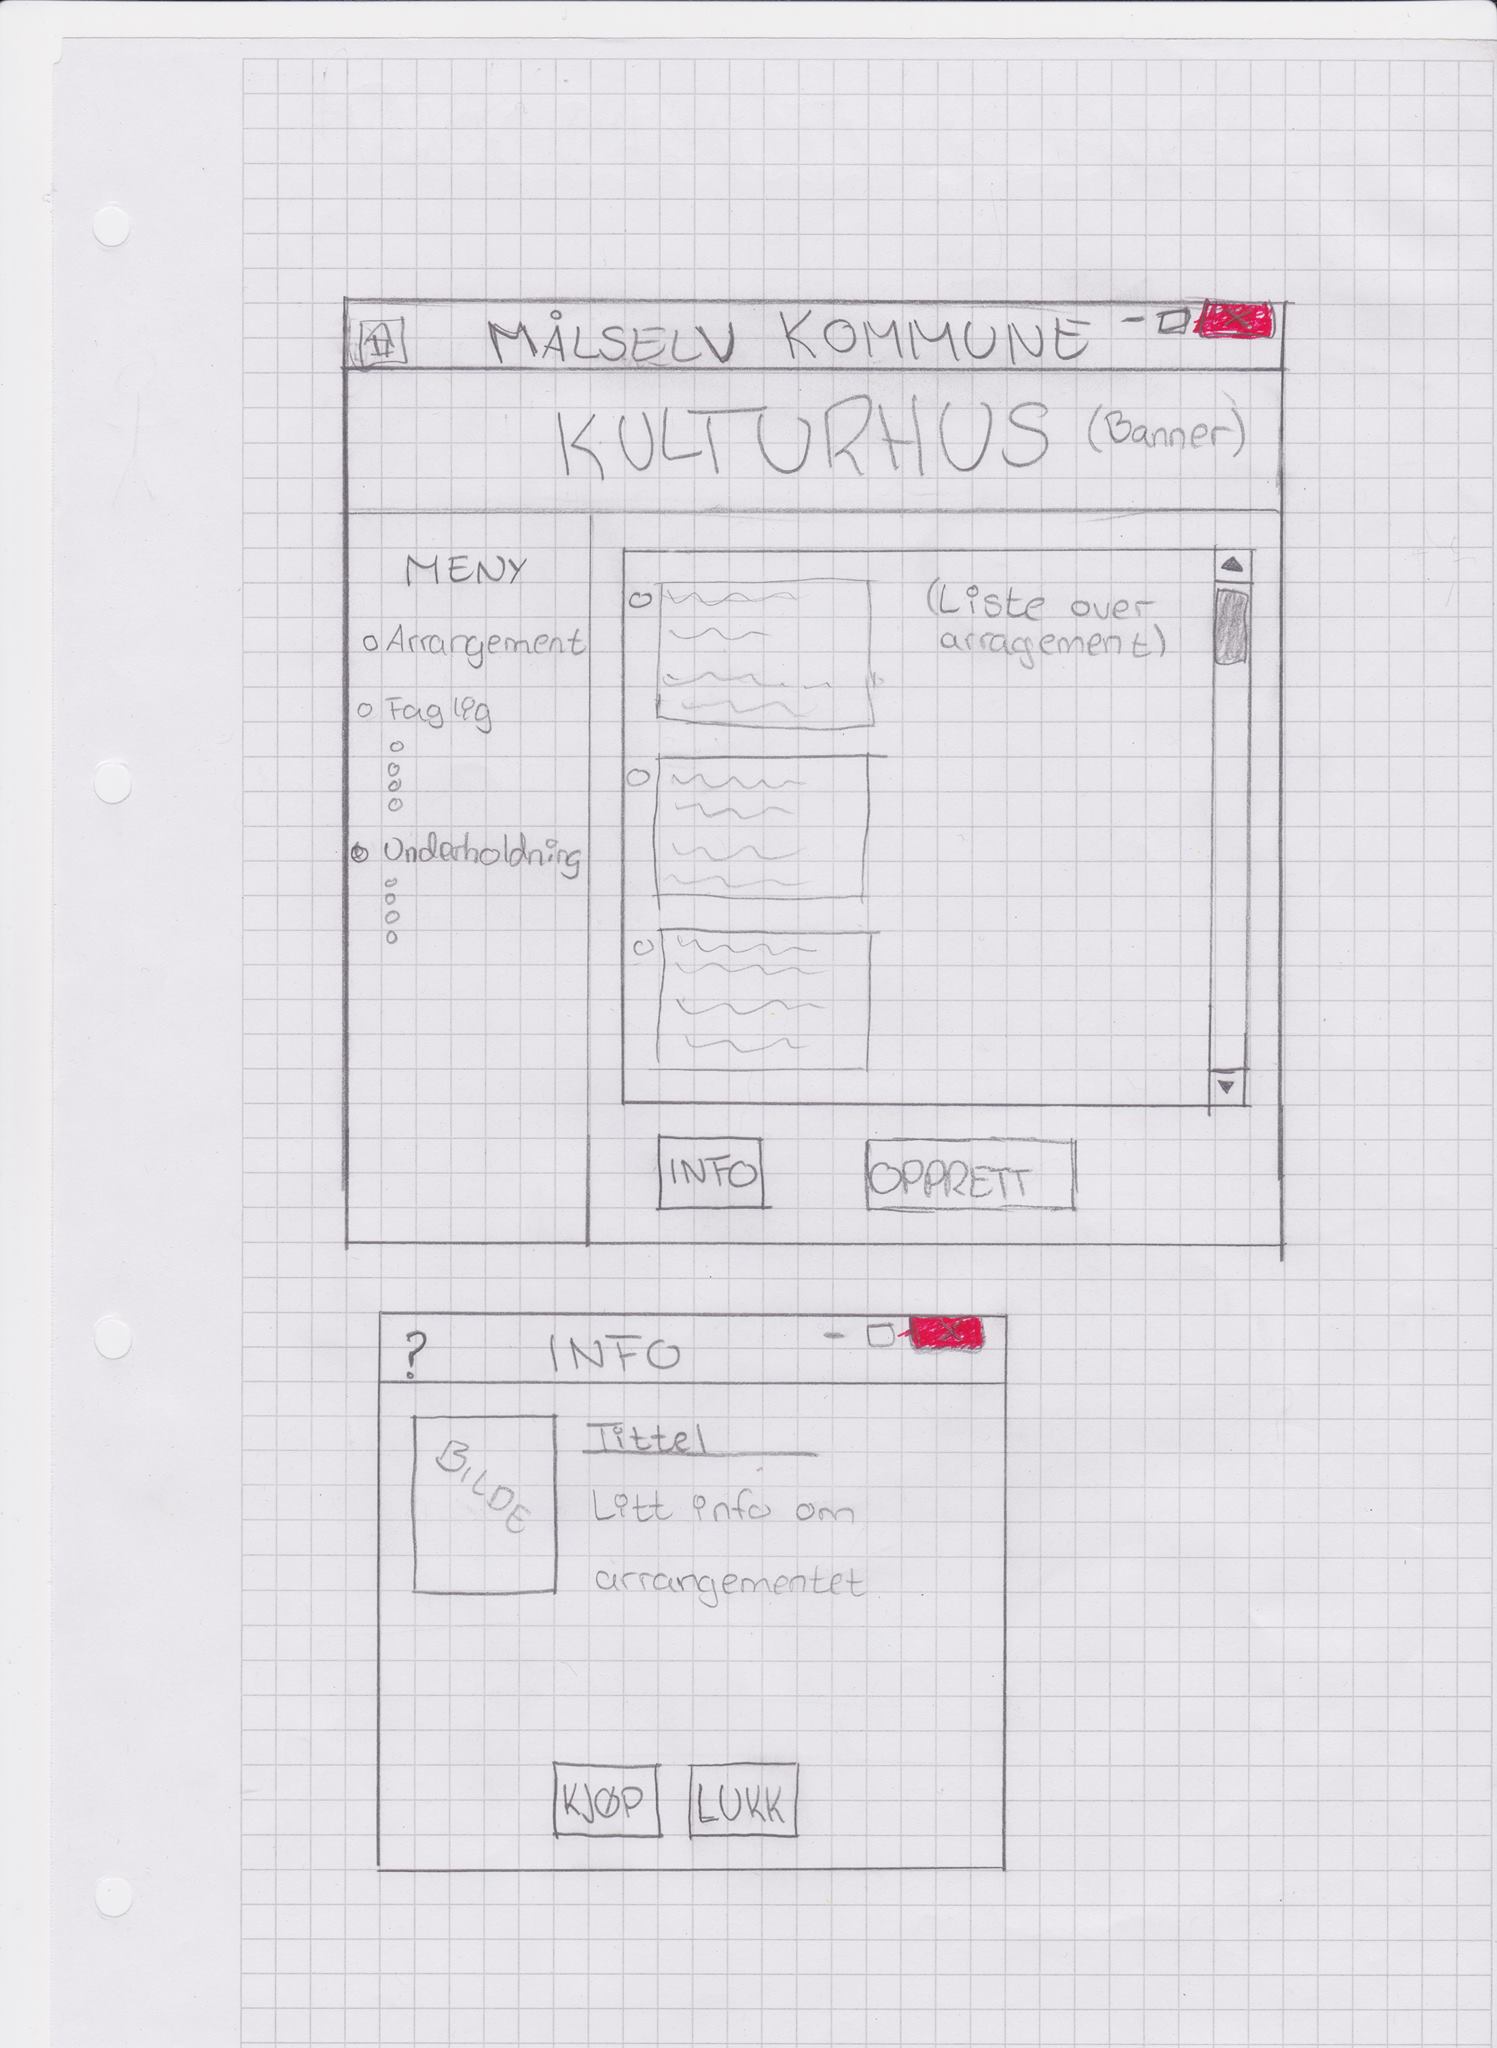 MÅLSELV KOMMUNE - X
KULTURHUS (Banner)
MENY
Arrangement
Faglig
Underholdning
(Liste over
arragement)
INFO
OPPRETT
? INFO - X
BILDE
Tittel
Litt info om
arrangementet
KJØP
LUKK